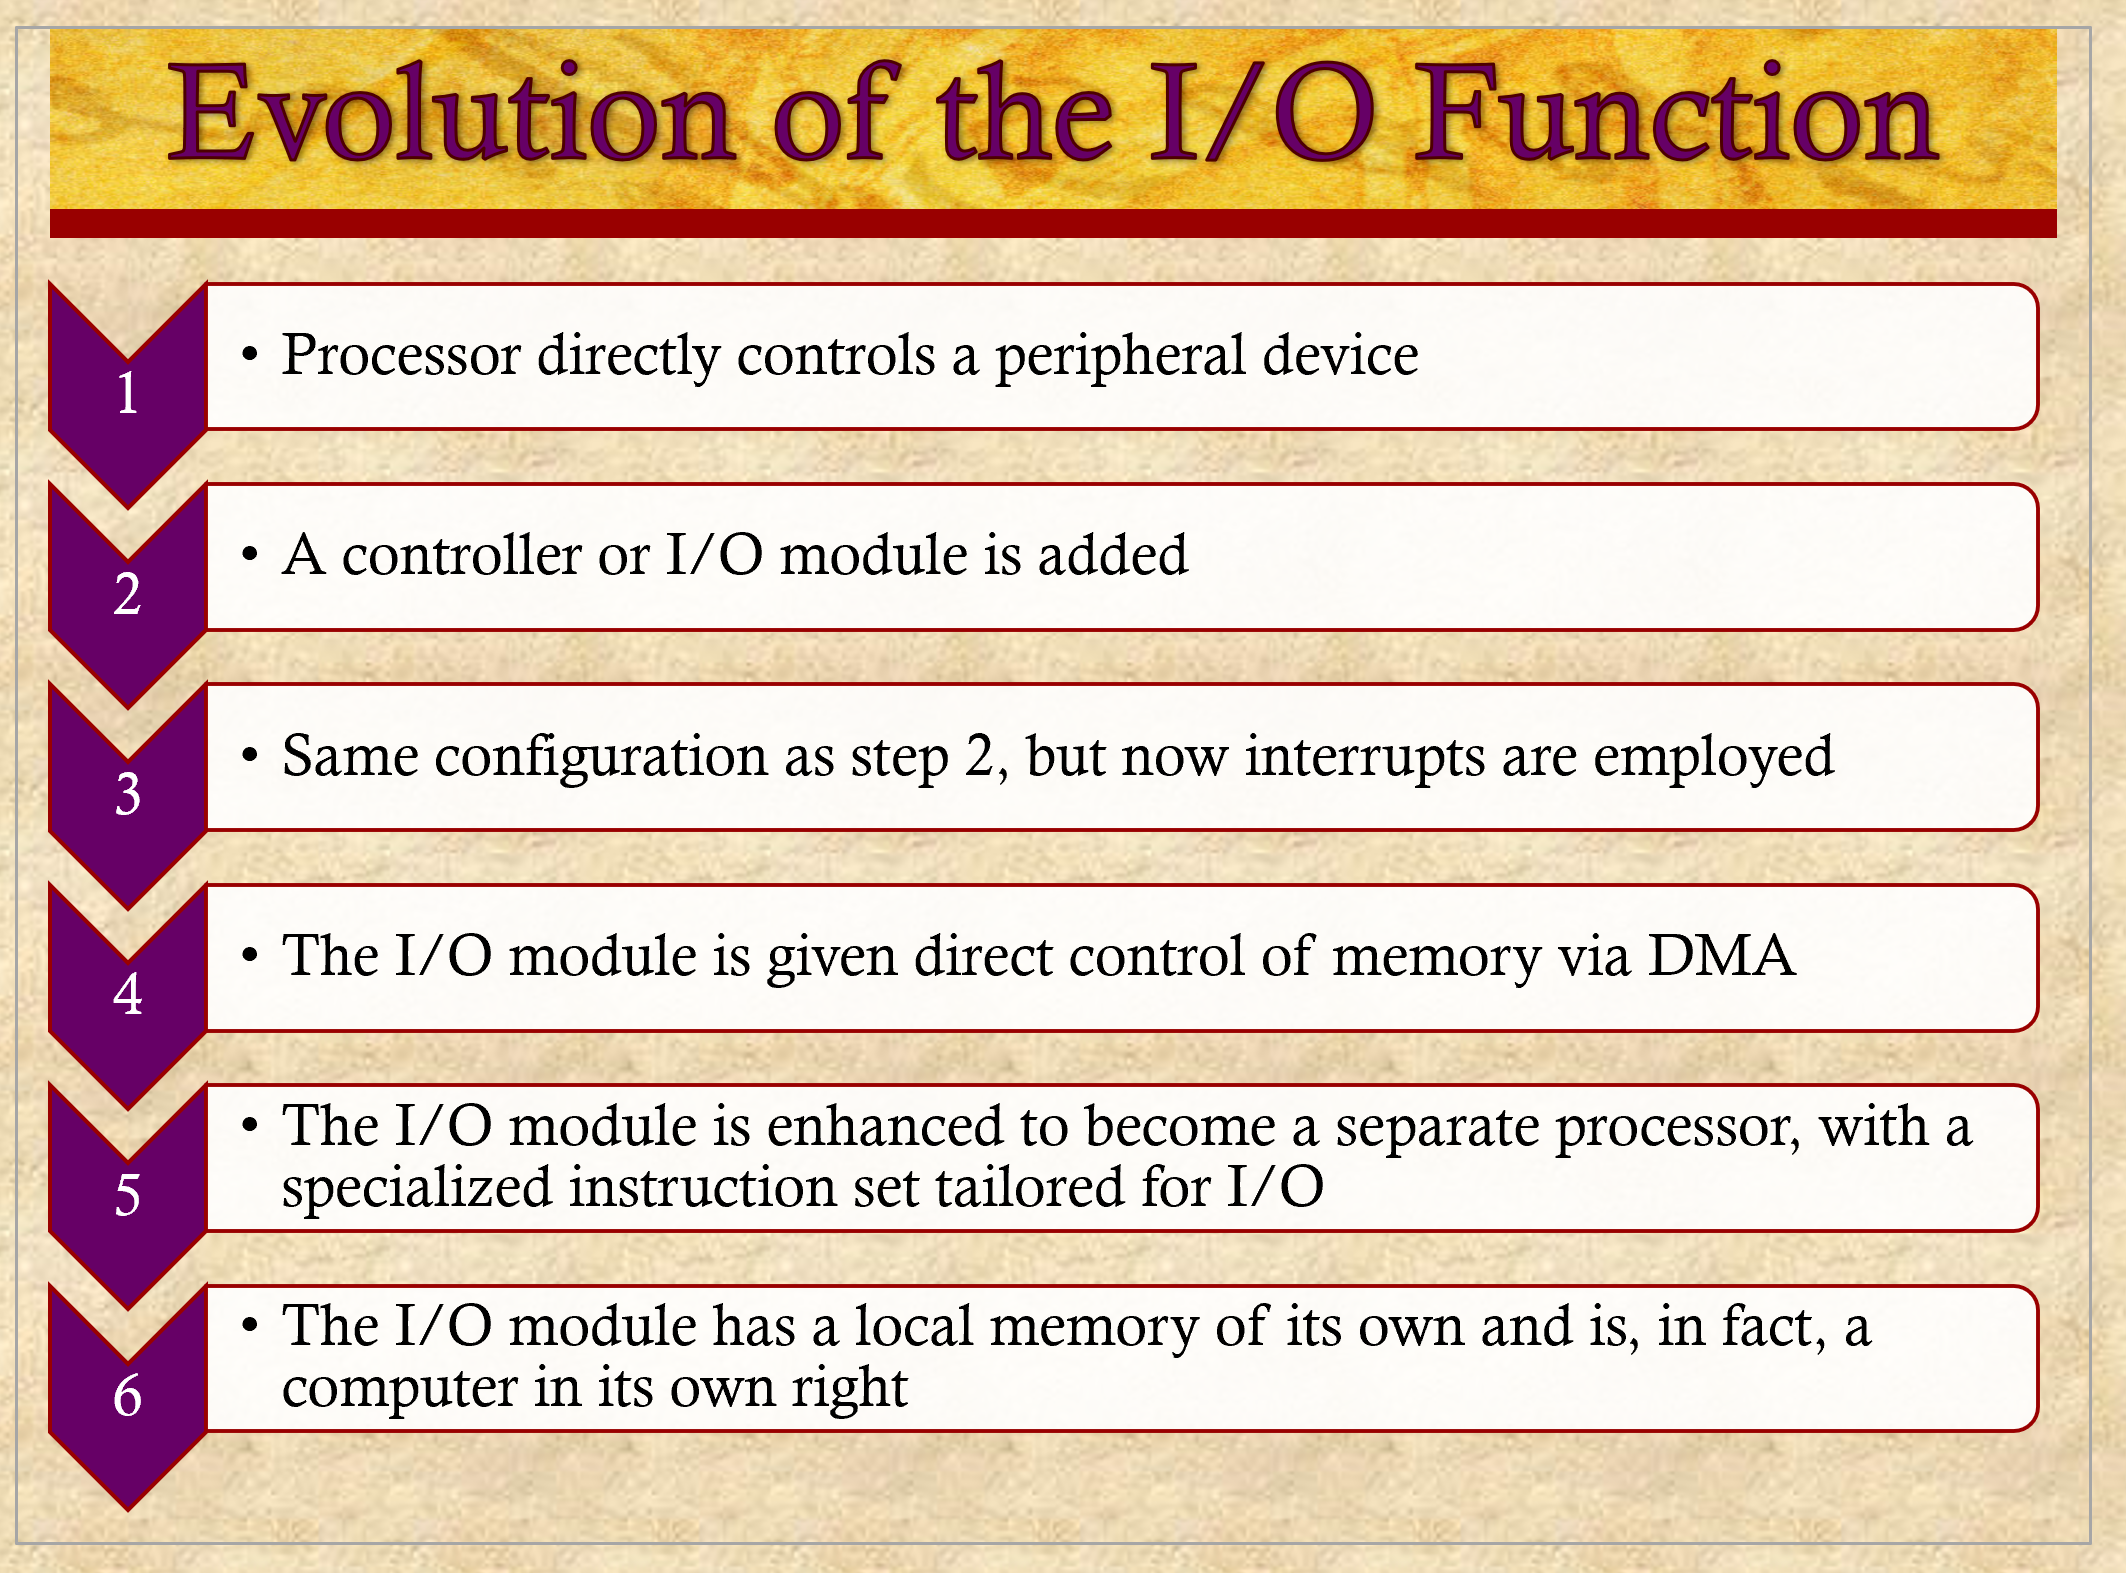 Evolution of the I/O Function
1
• Processor directly controls a peripheral device
2
• A controller or I/O module is added
3
• Same configuration as step 2, but now interrupts are employed
4
• The I/O module is given direct control of memory via DMA
5
• The I/O module is enhanced to become a separate processor, with a
specialized instruction set tailored for I/O
6
• The I/O module has a local memory of its own and is, in fact, a
computer in its own right